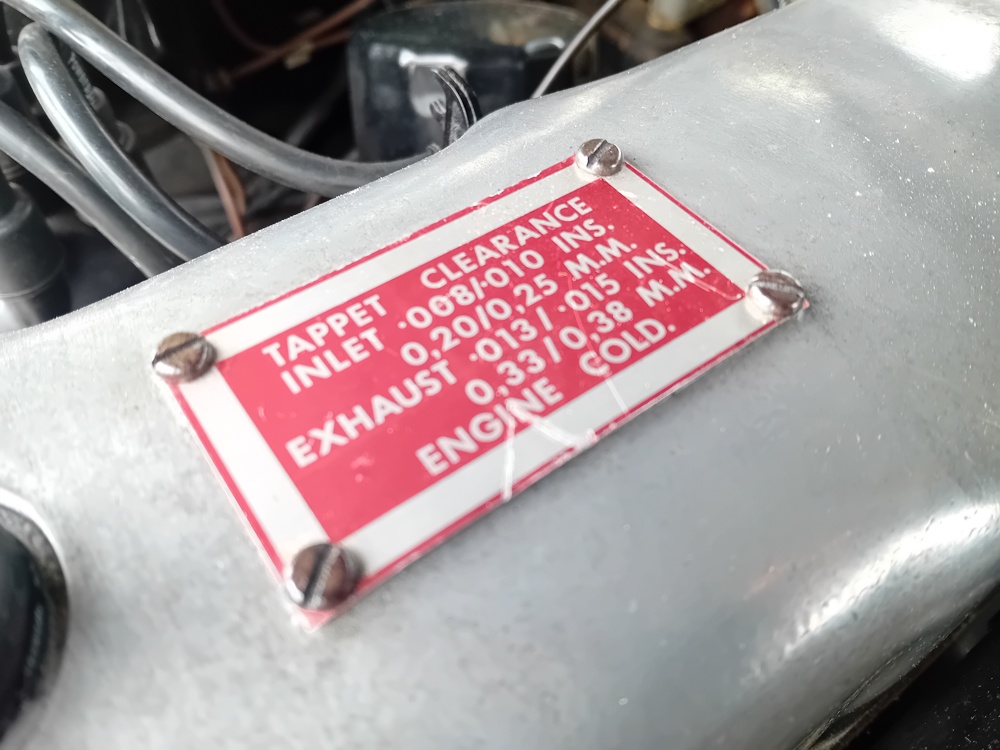 TAPPET CLEARANCE
INLET .008/.010 INS.
0,20/0,25 M.M.
EXHAUST .013/.015 INS.
0,33/0,38 M.M.
ENGINE COLD.